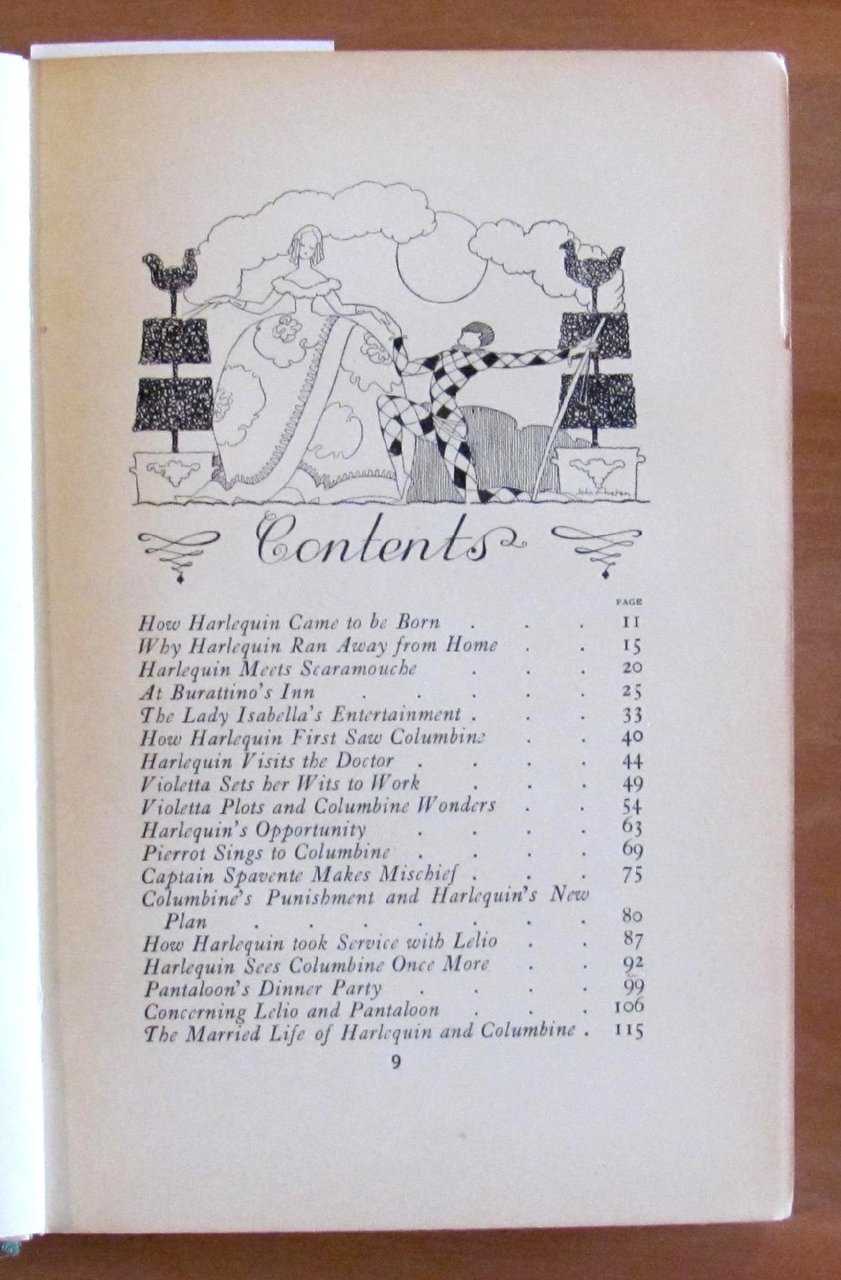 Contents
PAGE
How Harlequin Came to be Born . . . 11
Why Harlequin Ran Away from Home . . 15
Harlequin Meets Scaramouche . . . 20
At Burattino's Inn . . . . . 25
The Lady Isabella's Entertainment . . . 33
How Harlequin First Saw Columbine . . 40
Harlequin Visits the Doctor . . . . 44
Violetta Sets her Wits to Work . . . 49
Violetta Plots and Columbine Wonders . . 54
Harlequin's Opportunity . . . . 63
Pierrot Sings to Columbine . . . . 69
Captain Spavente Makes Mischief . . . 75
Columbine's Punishment and Harlequin's New
Plan . . . . . . . 80
How Harlequin took Service with Lelio . . 87
Harlequin Sees Columbine Once More . . 92
Pantaloon's Dinner Party . . . . 99
Concerning Lelio and Pantaloon . . . 106
The Married Life of Harlequin and Columbine . 115
9